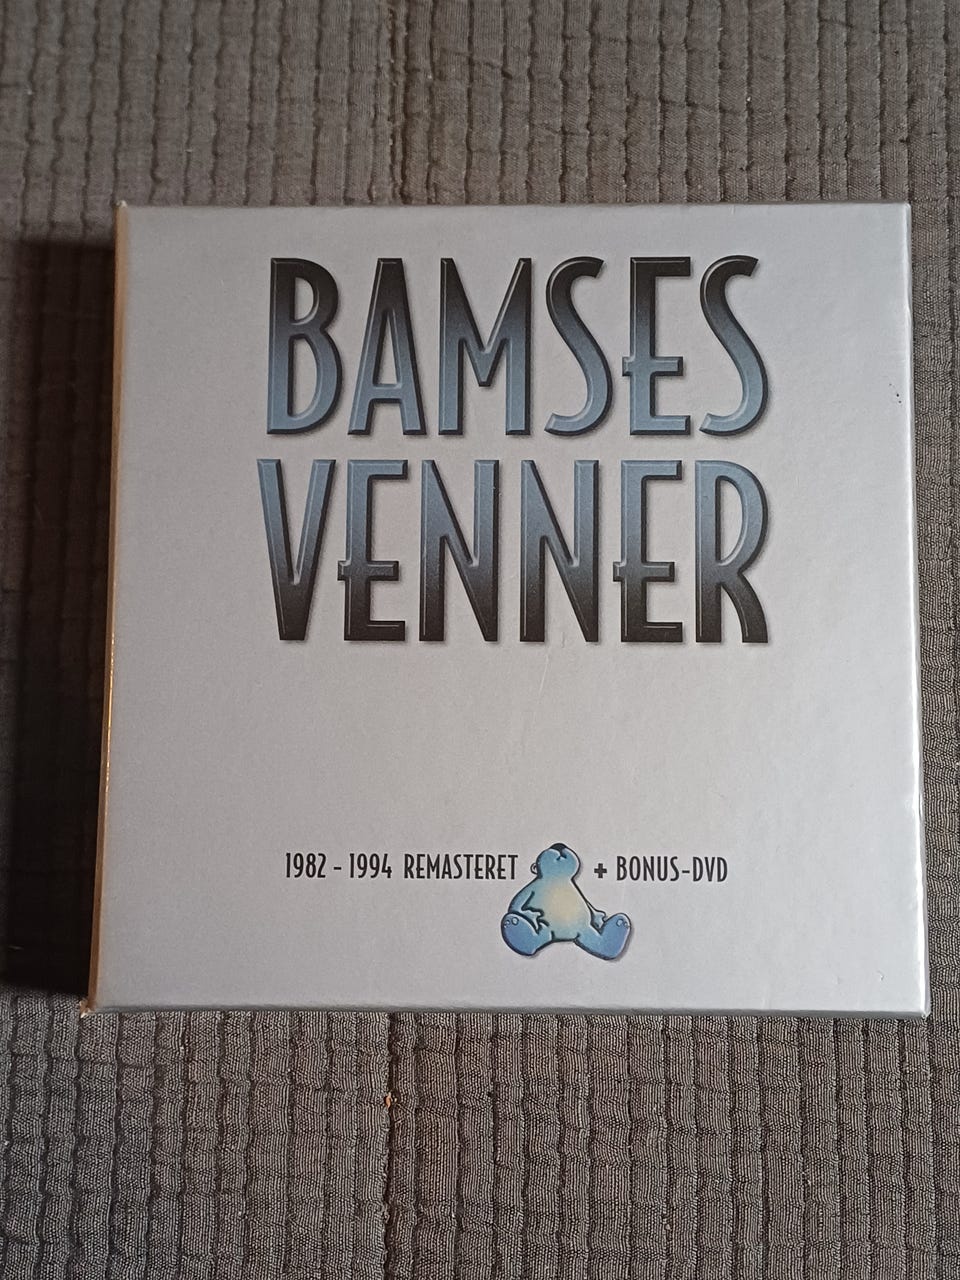 BAMSES
VENNER
1982 - 1994 REMASTERET + BONUS-DVD